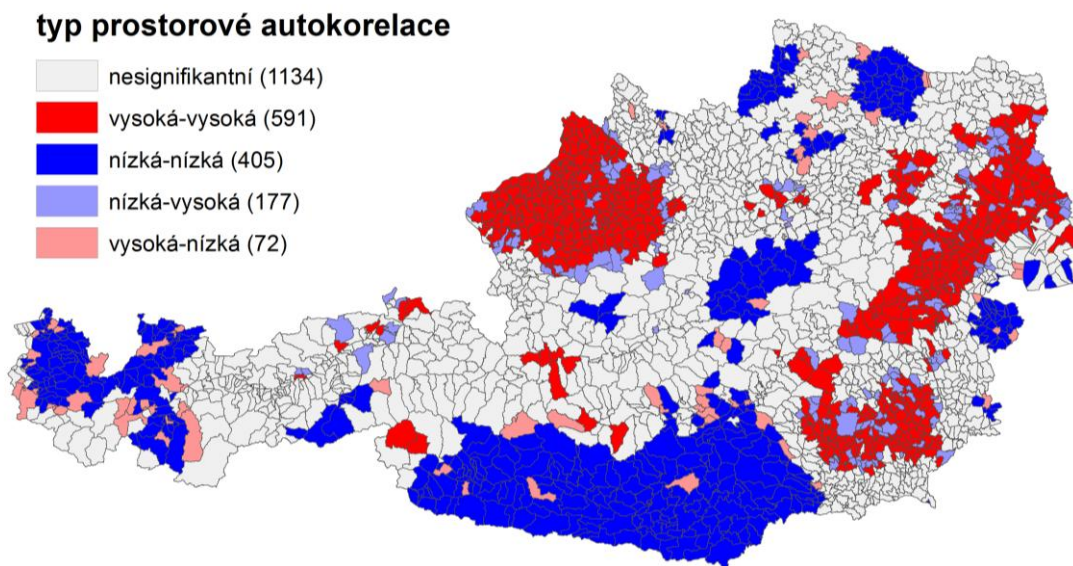 typ prostorové autokorelace
nesignifikantní (1134)
vysoká-vysoká (591)
nízká-nízká (405)
nízká-vysoká (177)
vysoká-nízká (72)